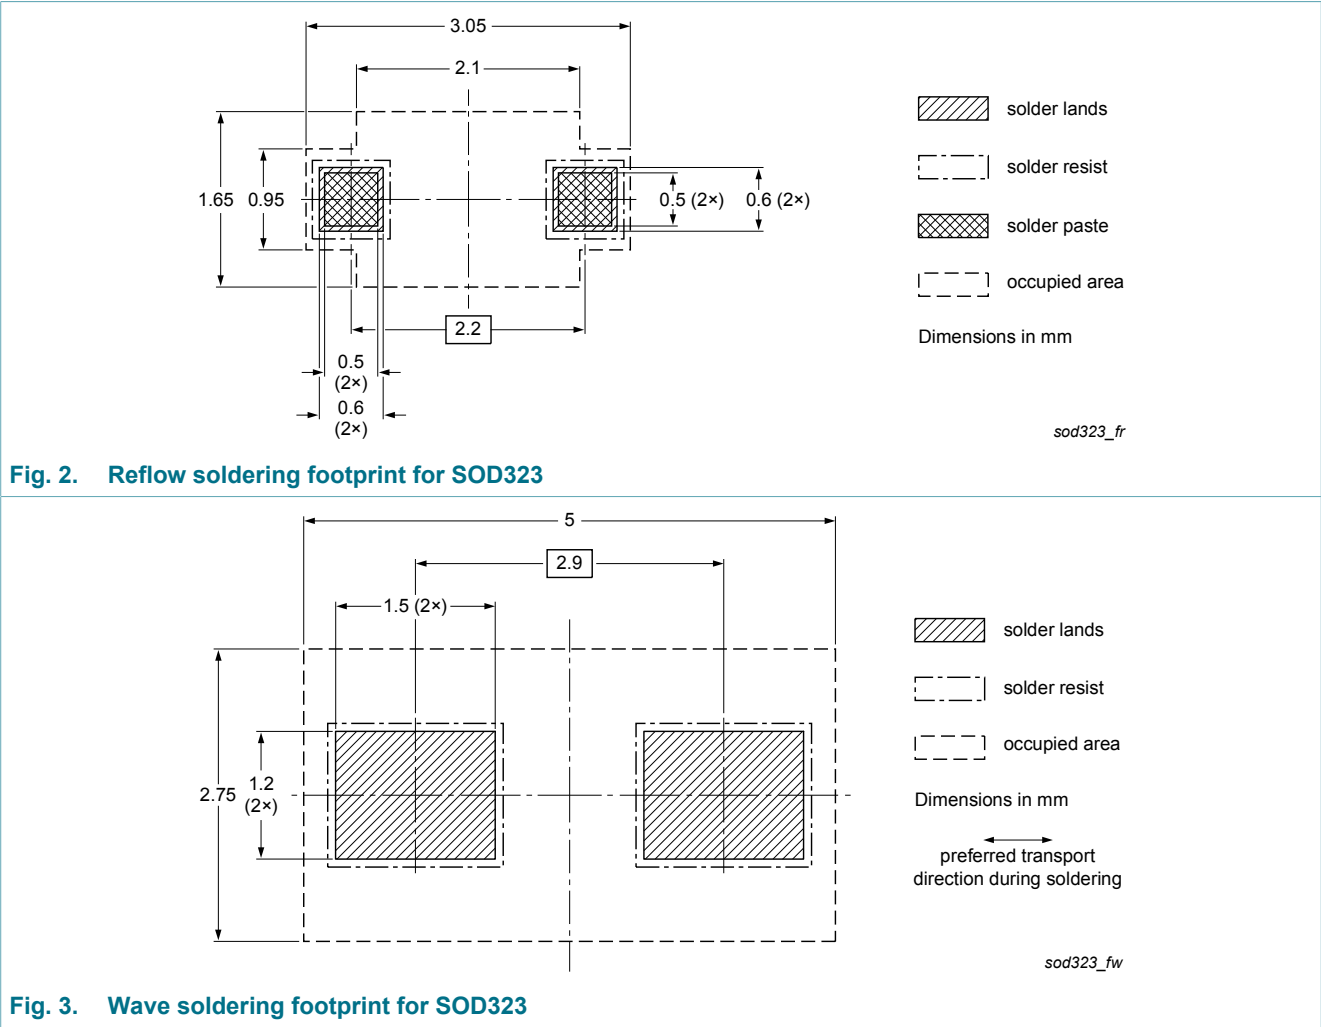 3.05
2.1
solder lands
solder resist
1.65 0.95 0.5 (2×) 0.6 (2×)
solder paste
occupied area
2.2
Dimensions in mm
0.5
(2×)
0.6
(2×)
sod323_fr
Fig. 2. Reflow soldering footprint for SOD323
5
2.9
1.5 (2×)
solder lands
solder resist
occupied area
2.75 1.2
(2×)
Dimensions in mm
preferred transport
direction during soldering
sod323_fw
Fig. 3. Wave soldering footprint for SOD323